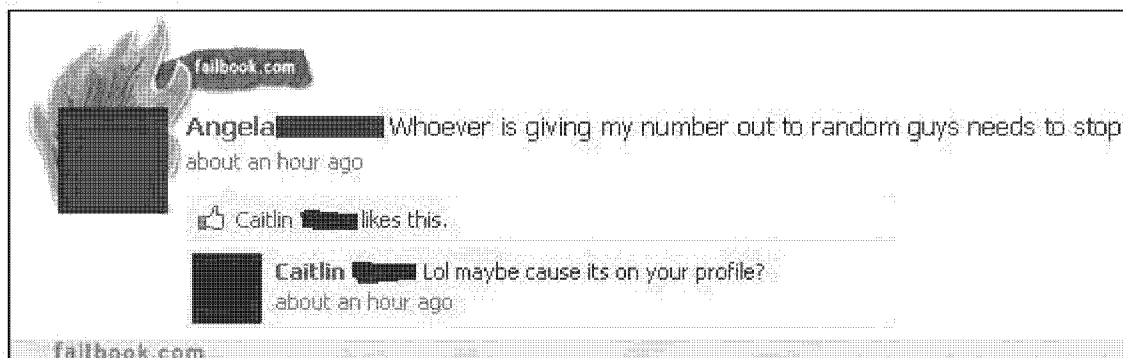 failbook.com
Angela Whoever is giving my number out to random guys needs to stop
about an hour ago
Caitlin likes this.
Caitlin Lol maybe cause its on your profile?
about an hour ago
failbook.com